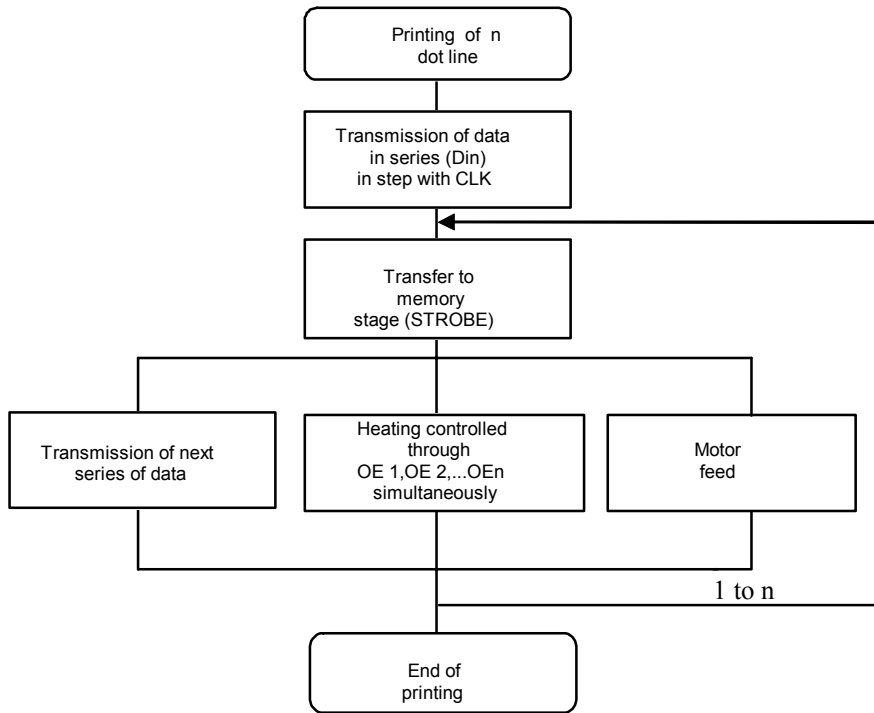 Printing of n
dot line
Transmission of data
in series (Din)
in step with CLK
Transfer to
memory
stage (STROBE)
Transmission of next
series of data
Heating controlled
through
OE 1,OE 2,...OEn
simultaneously
Motor
feed
1 to n
End of
printing